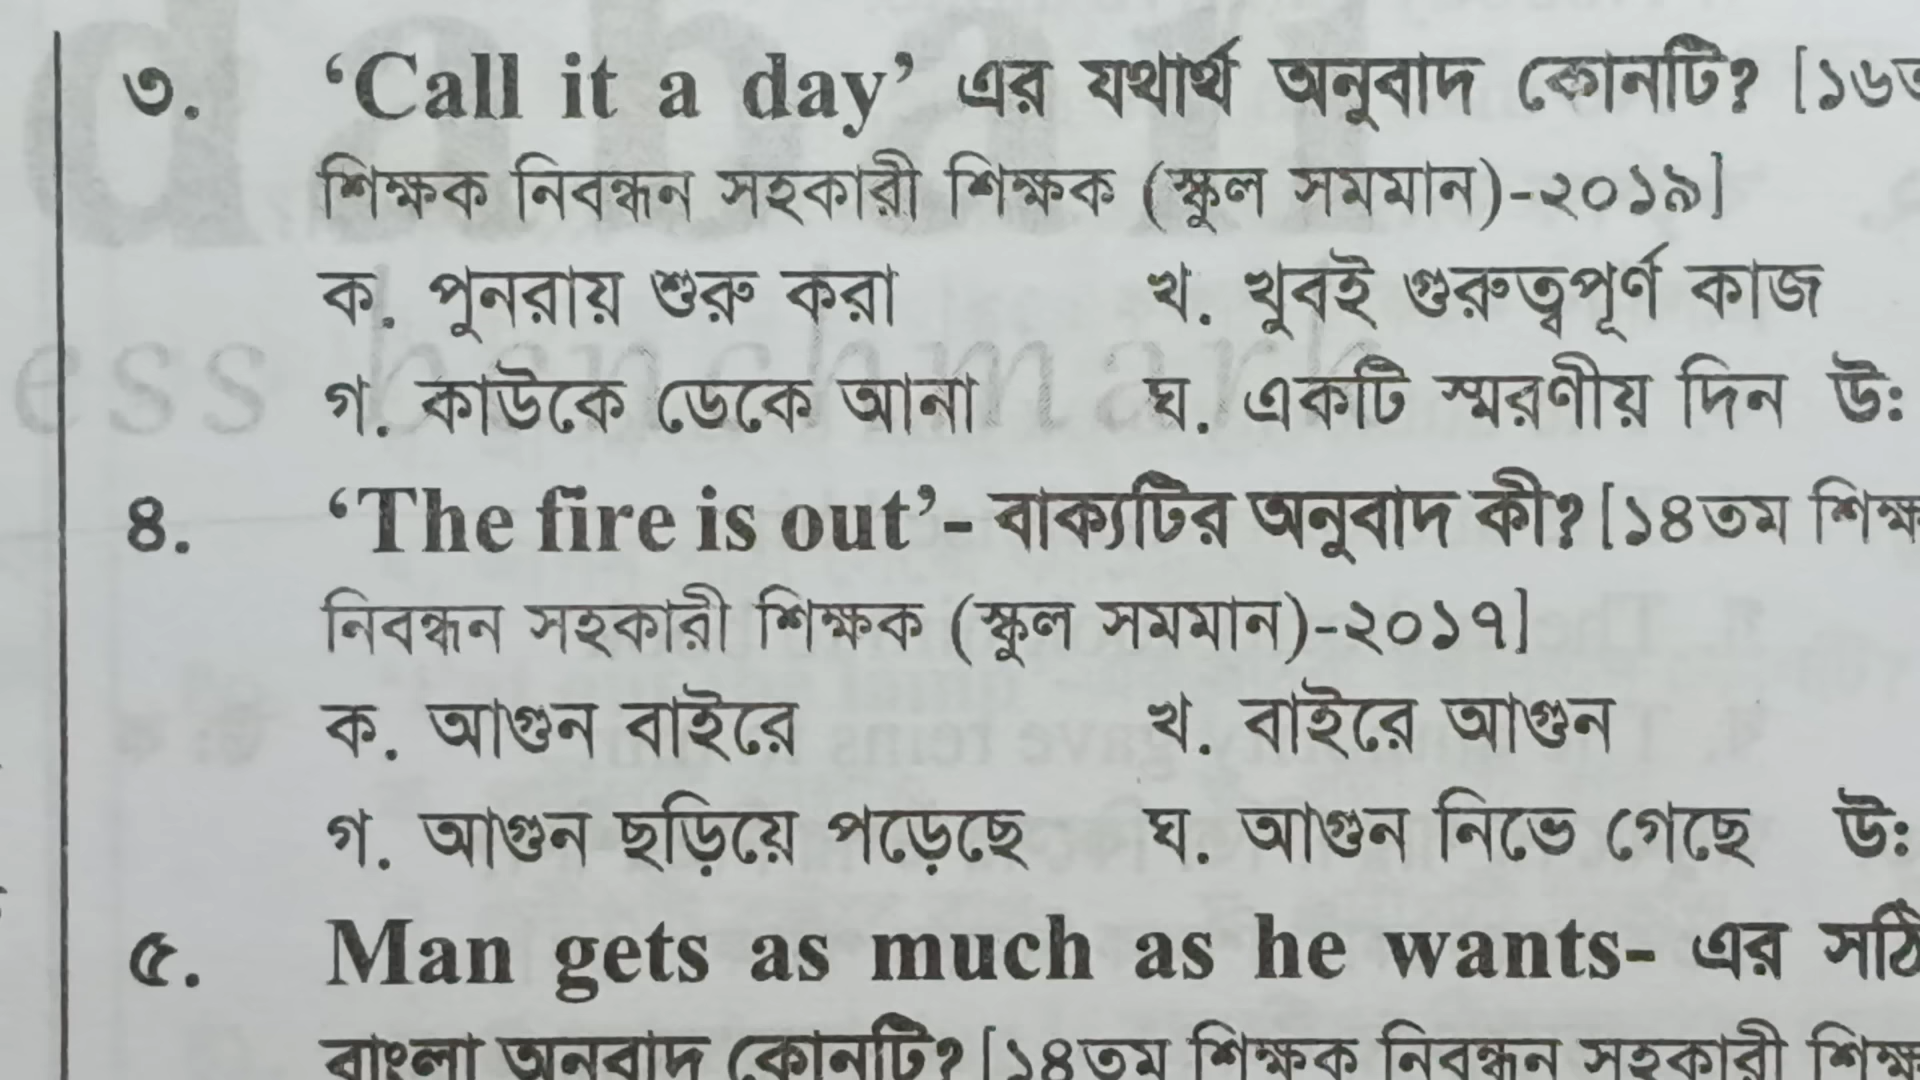 ৩. ‘Call it a day’ এর যথার্থ অনুবাদ কোনটি? [১৬ত
শিক্ষক নিবন্ধন সহকারী শিক্ষক (স্কুল সমমান)-২০১৯]
ক. পুনরায় শুরু করা খ. খুবই গুরুত্বপূর্ণ কাজ
গ. কাউকে ডেকে আনা ঘ. একটি স্মরণীয় দিন উঃ
৪. ‘The fire is out’- বাক্যটির অনুবাদ কী? [১৪তম শিক্ষ
নিবন্ধন সহকারী শিক্ষক (স্কুল সমমান)-২০১৭]
ক. আগুন বাইরে খ. বাইরে আগুন
গ. আগুন ছড়িয়ে পড়েছে ঘ. আগুন নিভে গেছে উঃ
৫. Man gets as much as he wants- এর সঠি
বাংলা অনুবাদ কোনটি? [১৪তম শিক্ষক নিবন্ধন সহকারী শিক্ষ